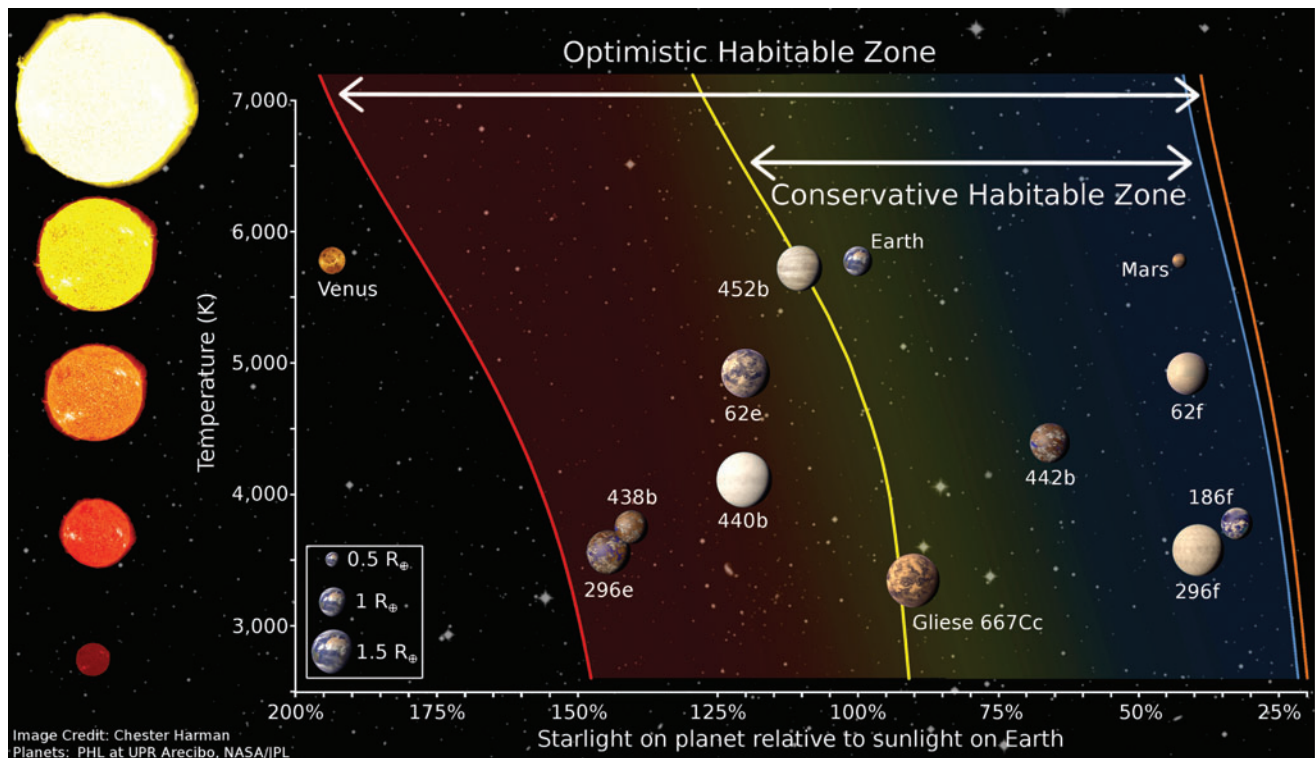 Optimistic Habitable Zone
7,000
Conservative Habitable Zone
6,000
Earth
Venus
452b
Mars
Temperature (K)
5,000
62e
62f
442b
4,000
438b
440b
186f
296e
296f
0.5 R⊕
1 R⊕
1.5 R⊕
Gliese 667Cc
3,000
200%
175%
150%
125%
100%
75%
50%
25%
Starlight on planet relative to sunlight on Earth
Image Credit: Chester Harman
Planets: PHL at UPR Arecibo, NASA/JPL